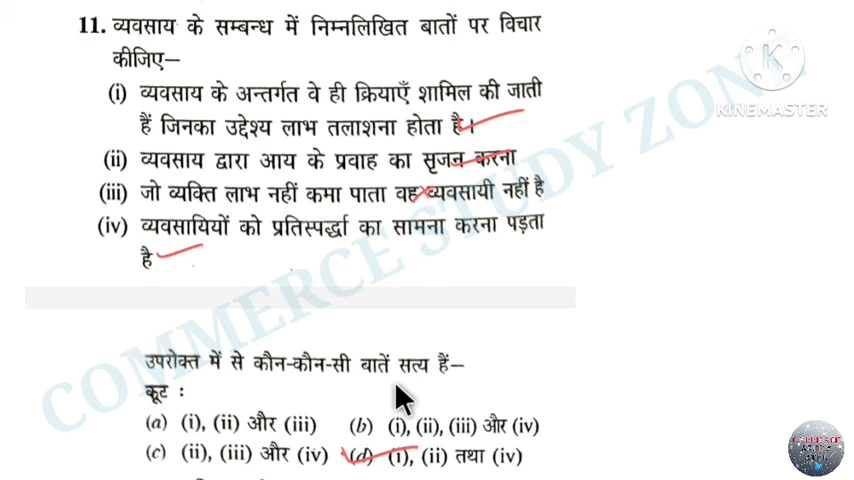 11. व्यवसाय के सम्बन्ध में निम्नलिखित बातों पर विचार
कीजिए–
(i) व्यवसाय के अन्तर्गत वे ही क्रियाएँ शामिल की जाती
हैं जिनका उद्देश्य लाभ तलाशना होता है।
(ii) व्यवसाय द्वारा आय के प्रवाह का सृजन करना
(iii) जो व्यक्ति लाभ नहीं कमा पाता वह व्यवसायी नहीं है
(iv) व्यवसायियों को प्रतिस्पर्द्धा का सामना करना पड़ता
है
उपरोक्त में से कौन-कौन-सी बातें सत्य हैं–
कूट :
(a) (i), (ii) और (iii) (b) (i), (ii), (iii) और (iv)
(c) (ii), (iii) और (iv) (d) (i), (ii) तथा (iv)
COMMERCE STUDY ZONE
K
KINEMASTER